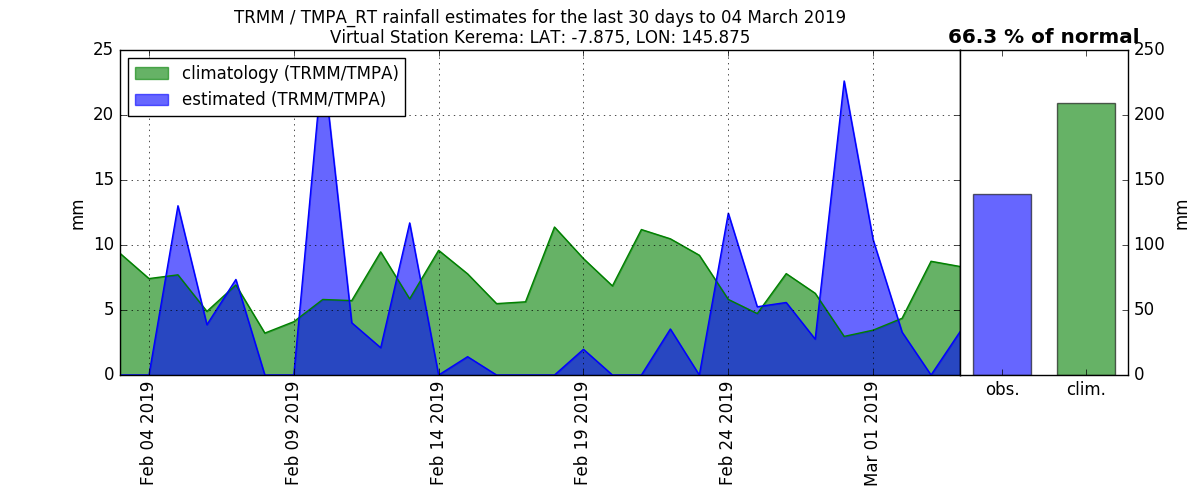 TRMM / TMPA_RT rainfall estimates for the last 30 days to 04 March 2019
Virtual Station Kerema: LAT: -7.875, LON: 145.875
66.3 % of normal
climatology (TRMM/TMPA)
estimated (TRMM/TMPA)
25
20
15
10
5
0
mm
Feb 04 2019
Feb 09 2019
Feb 14 2019
Feb 19 2019
Feb 24 2019
Mar 01 2019
obs.
clim.
250
200
150
100
50
0
mm